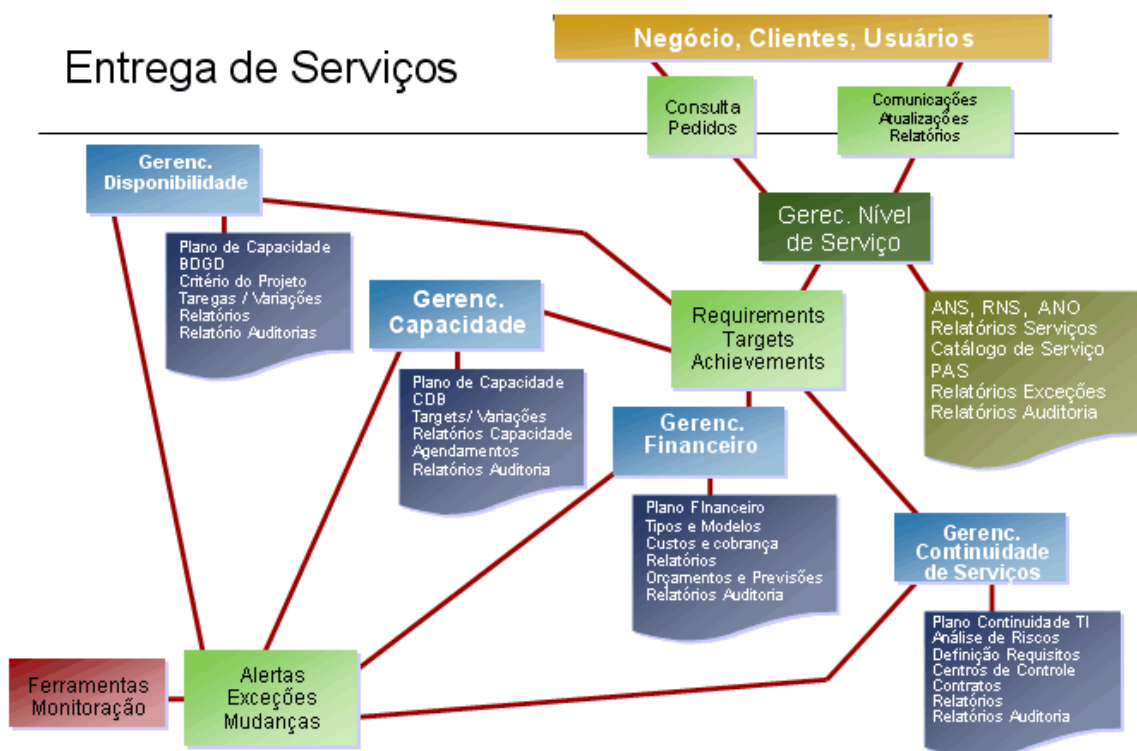 Entrega de Serviços
Negócio, Clientes, Usuários
Consulta
Pedidos
Comunicações
Atualizações
Relatórios
Gerenc.
Disponibilidade
Gerec. Nível
de Serviço
Plano de Capacidade
BDGD
Critério do Projeto
Taregas / Variações
Relatórios
Relatório Auditorias
Gerenc.
Capacidade
Requirements
Targets
Achievements
ANS, RNS, ANO
Relatórios Serviços
Catálogo de Serviço
PAS
Relatórios Exceções
Relatórios Auditoria
Plano de Capacidade
CDB
Targets/ Variações
Relatórios Capacidade
Agendamentos
Relatórios Auditoria
Gerenc.
Financeiro
Plano FInanceiro
Tipos e Modelos
Custos e cobrança
Relatórios
Orçamentos e Previsões
Relatórios Auditoria
Gerenc.
Continuidade
de Serviços
Plano Continuidade TI
Análise de Riscos
Definição Requisitos
Centros de Controle
Contratos
Relatórios
Relatórios Auditoria
Ferramentas
Monitoração
Alertas
Exceções
Mudanças